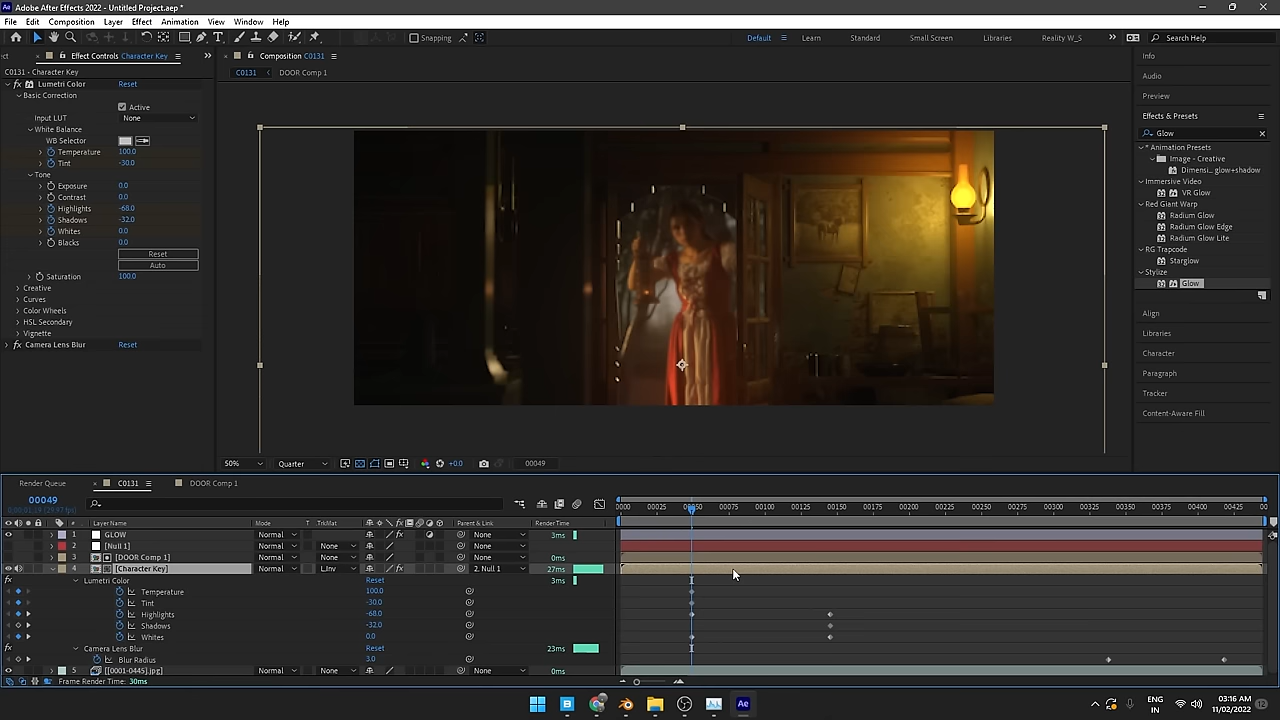 Adobe After Effects 2022 - Untitled Project.aep *
File Edit Composition Layer Effect Animation View Window Help
Snapping Default Learn Standard Small Screen Libraries Reality W_S Search Help
ct Effect Controls Character Key
Composition C0131
C0131 - Character Key
C0131 DOOR Comp 1
Lumetri Color Reset
Basic Correction
Active
Input LUT None
White Balance
WB Selector
Temperature 100.0
Tint -30.0
Tone
Exposure 0.0
Contrast 0.0
Highlights -68.0
Shadows -32.0
Whites 0.0
Blacks 0.0
Reset
Auto
Saturation 100.0
Creative
Curves
Color Wheels
HSL Secondary
Vignette
Camera Lens Blur Reset
Info
Audio
Preview
Effects & Presets
Glow
* Animation Presets
Image - Creative
Dimensi... glow+shadow
Immersive Video
VR Glow
Red Giant Warp
Radium Glow
Radium Glow Edge
Radium Glow Lite
RG Trapcode
Starglow
Stylize
Glow
Align
Libraries
Character
Paragraph
Tracker
Content-Aware Fill
50% Quarter +0.0 00049
Render Queue C0131 DOOR Comp 1
00049
0:00:01:19 (29.97 fps)
0000 00025 00050 00075 00100 00125 00150 00175 00200 00225 00250 00275 00300 00325 00350 00375 00400 00425 00
# Layer Name Mode T TrkMat Parent & Link Render Time
1 GLOW Normal None 3ms
2 [Null 1] Normal None None
3 [DOOR Comp 1] Normal None None 0ms
4 [Character Key] Normal L.Inv 2. Null 1 27ms
Lumetri Color Reset 3ms
Temperature 100.0
Tint -30.0
Highlights -68.0
Shadows -32.0
Whites 0.0
Camera Lens Blur Reset 23ms
Blur Radius 3.0
5 [[0001-0445].jpg] Normal None None 0ms
Frame Render Time: 30ms
ENG
IN
03:16 AM
11/02/2022